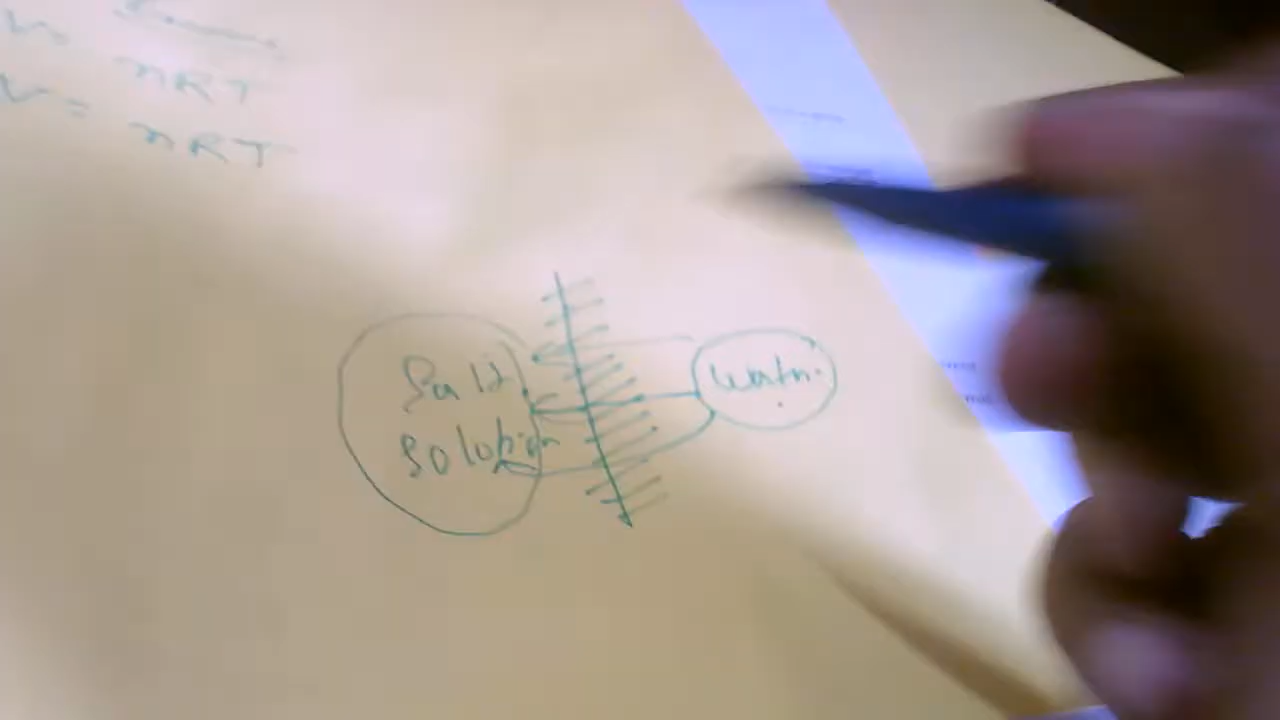 nRT
V = nRT
Salt
solution
Water.